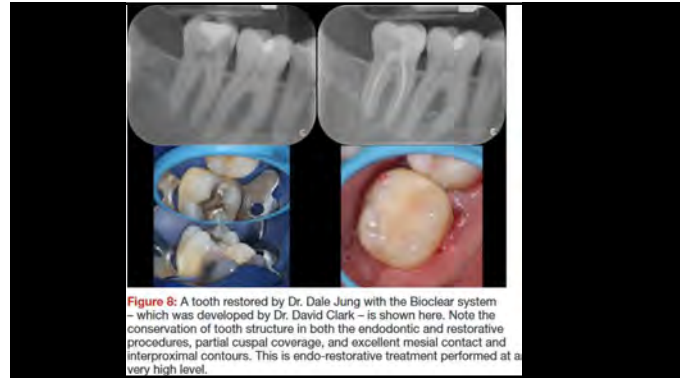 Figure 8: A tooth restored by Dr. Dale Jung with the Bioclear system
– which was developed by Dr. David Clark – is shown here. Note the
conservation of tooth structure in both the endodontic and restorative
procedures, partial cuspal coverage, and excellent mesial contact and
interproximal contours. This is endo-restorative treatment performed at a
very high level.